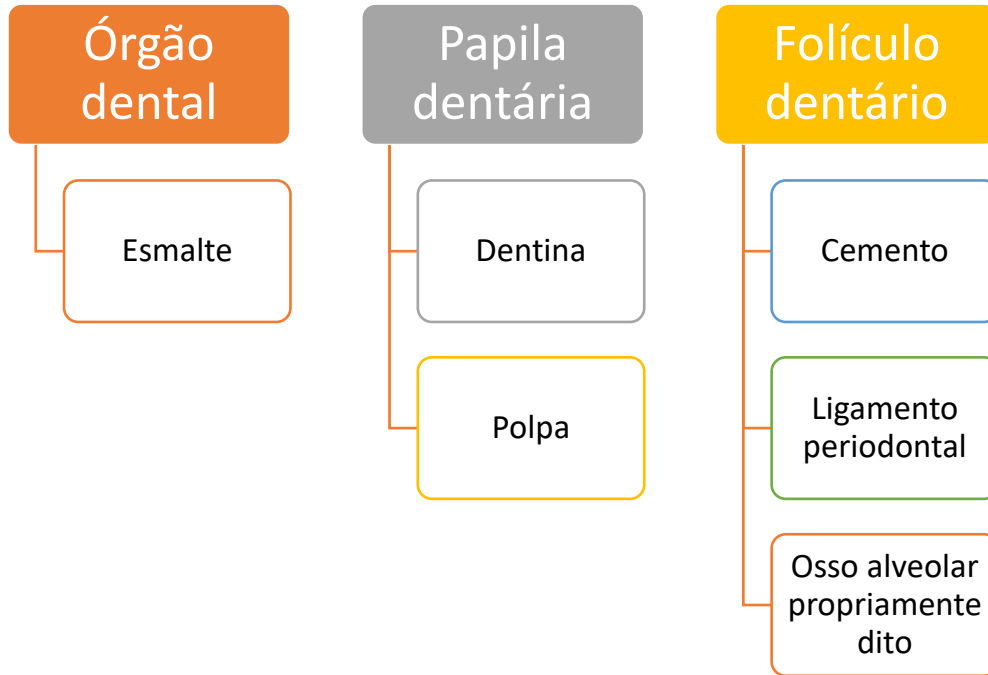 Órgão
dental
Esmalte
Papila
dentária
Dentina
Polpa
Folículo
dentário
Cemento
Ligamento
periodontal
Osso alveolar
propriamente
dito